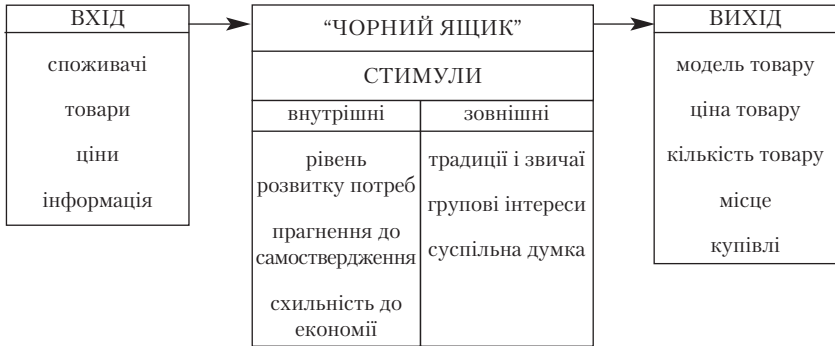 ВХІД
споживачі
товари
ціни
інформація
“ЧОРНИЙ ЯЩИК”
СТИМУЛИ
внутрішні
рівень
розвитку потреб
прагнення до
самоствердження
схильність до
економії
зовнішні
традиції і звичаї
групові інтереси
суспільна думка
ВИХІД
модель товару
ціна товару
кількість товару
місце
купівлі